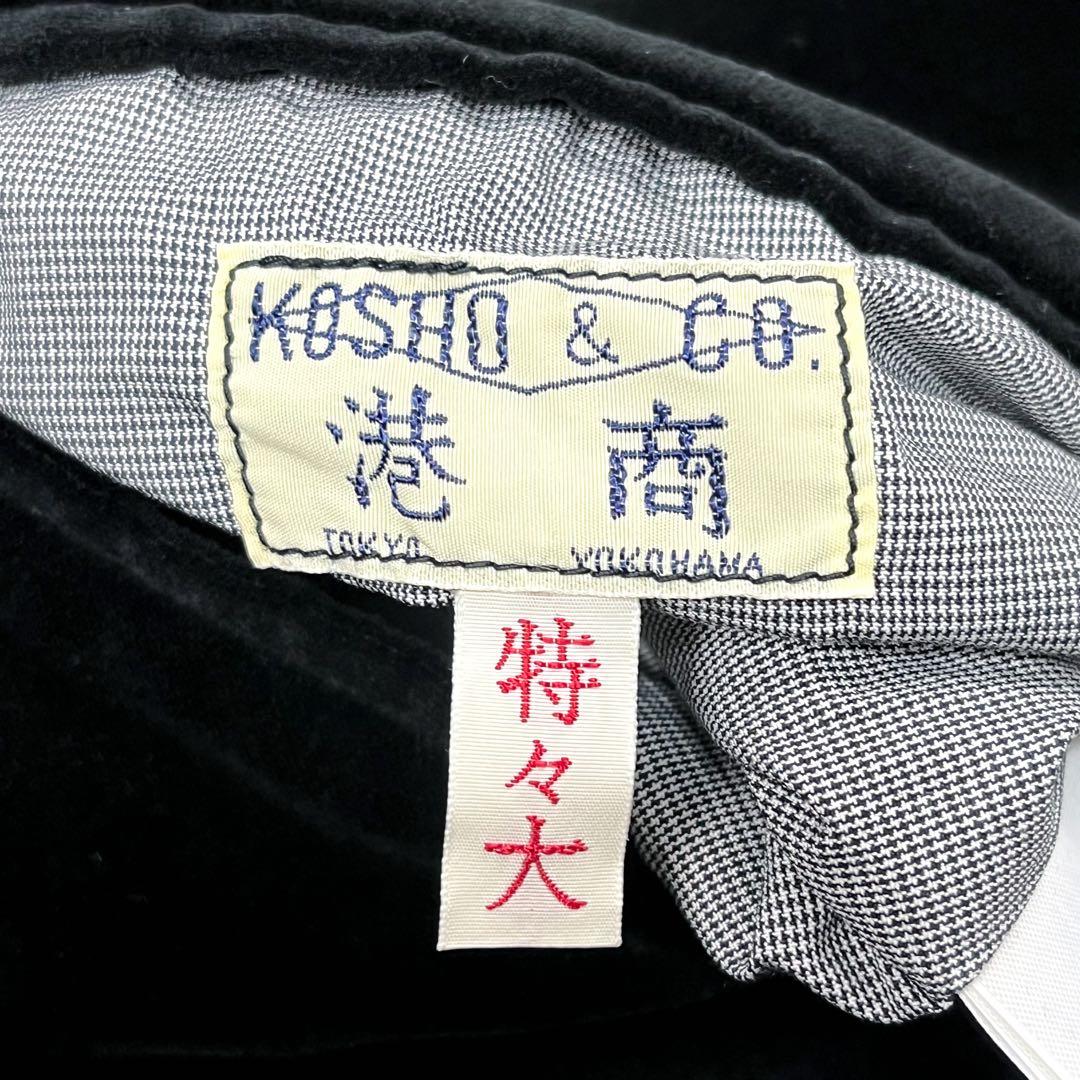 KOSHO & CO.
港商
TOKYO YOKOHAMA
特々大